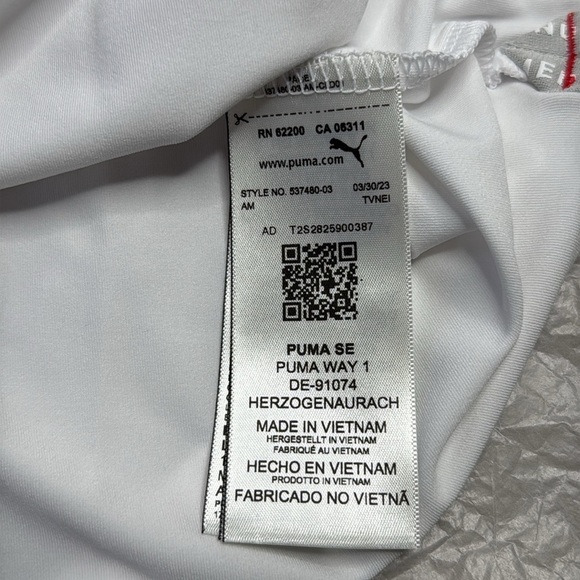 RN 62200 CA 06311
www.puma.com
STYLE NO. 537480-03 03/30/23
AM TVNEI
AD T2S2825900387
PUMA SE
PUMA WAY 1
DE-91074
HERZOGENAURACH
MADE IN VIETNAM
HERGESTELLT IN VIETNAM
FABRIQUÉ AU VIETNAM
HECHO EN VIETNAM
PRODOTTO IN VIETNAM
FABRICADO NO VIETNÃ